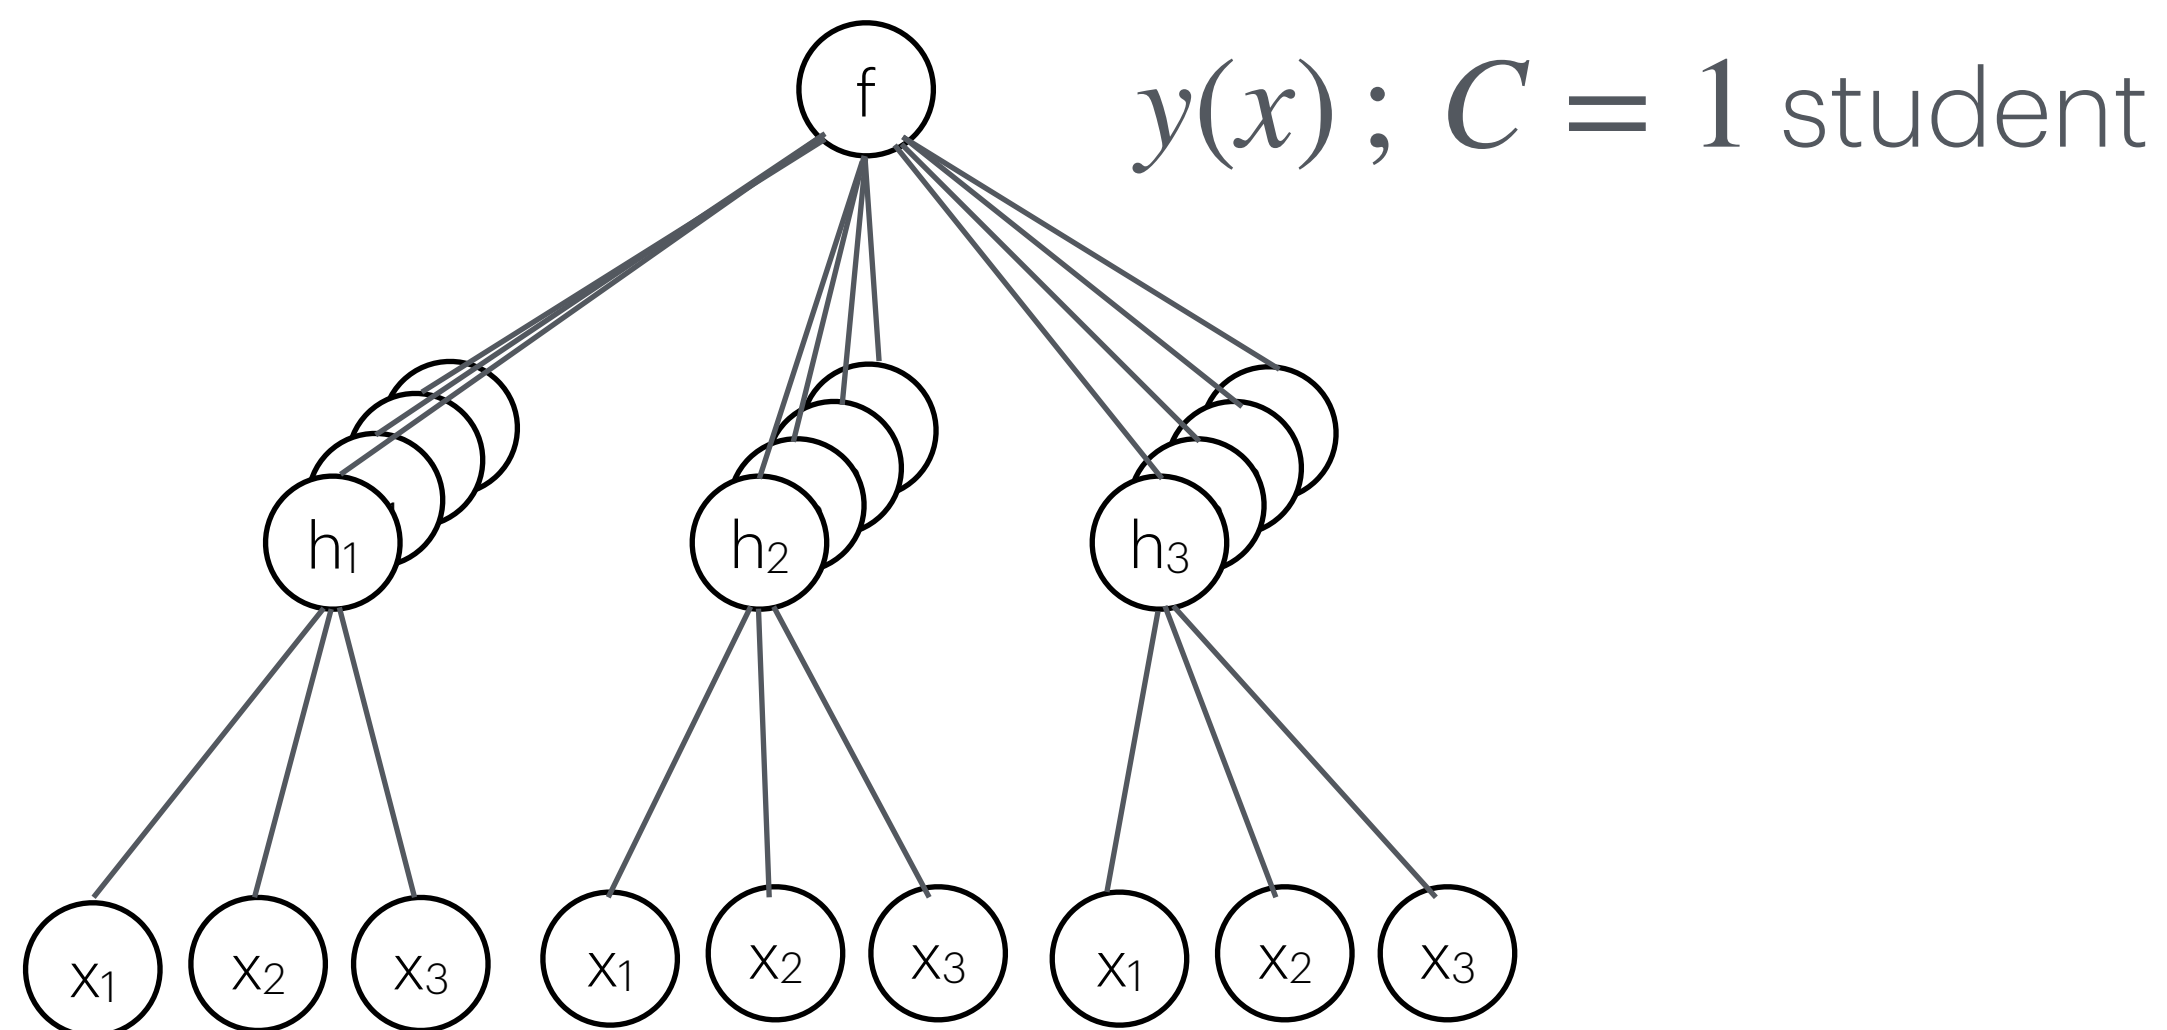 f
y(x) ; C = 1 student
h1 h2 h3
x1 x2 x3 x1 x2 x3 x1 x2 x3